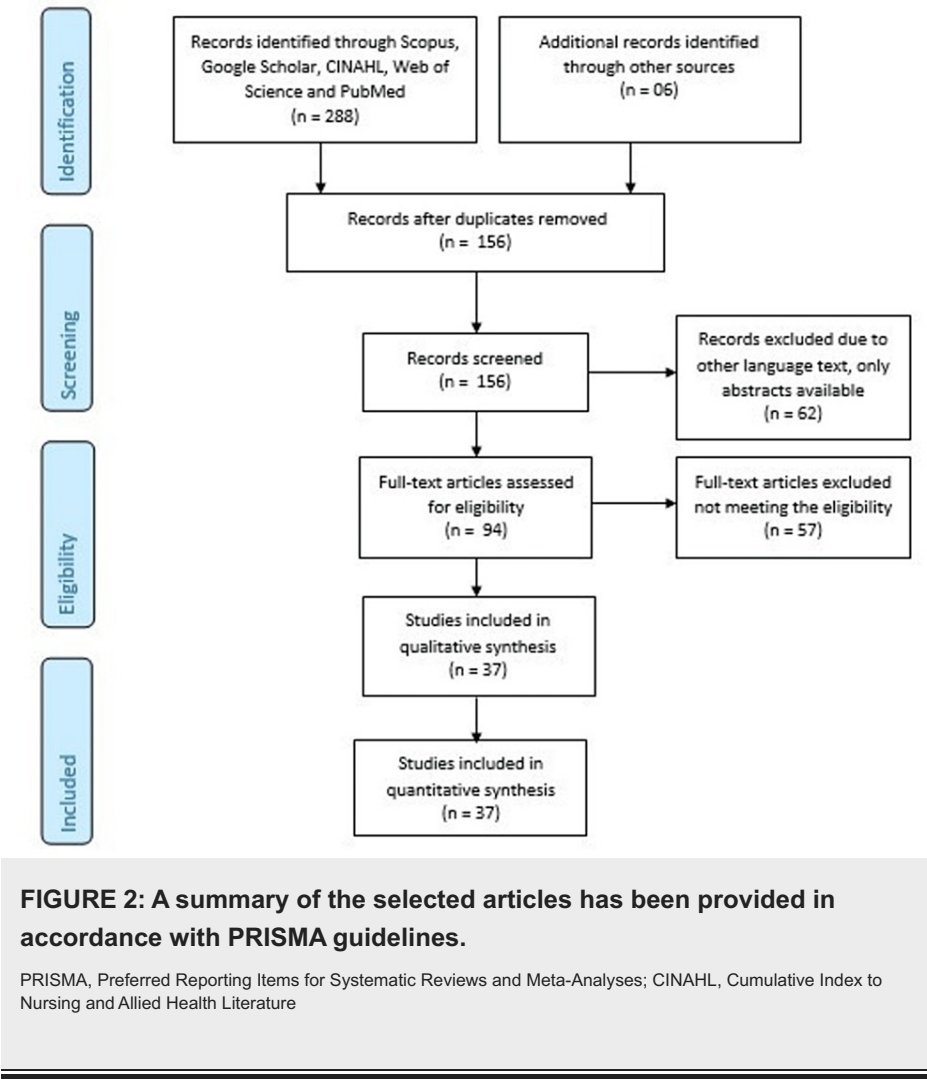 Identification
Records identified through Scopus,
Google Scholar, CINAHL, Web of
Science and PubMed
(n = 288)
Additional records identified
through other sources
(n = 06)
Records after duplicates removed
(n = 156)
Screening
Records screened
(n = 156)
Records excluded due to
other language text, only
abstracts available
(n = 62)
Eligibility
Full-text articles assessed
for eligibility
(n = 94)
Full-text articles excluded
not meeting the eligibility
(n = 57)
Studies included in
qualitative synthesis
(n = 37)
Included
Studies included in
quantitative synthesis
(n = 37)
FIGURE 2: A summary of the selected articles has been provided in
accordance with PRISMA guidelines.
PRISMA, Preferred Reporting Items for Systematic Reviews and Meta-Analyses; CINAHL, Cumulative Index to
Nursing and Allied Health Literature